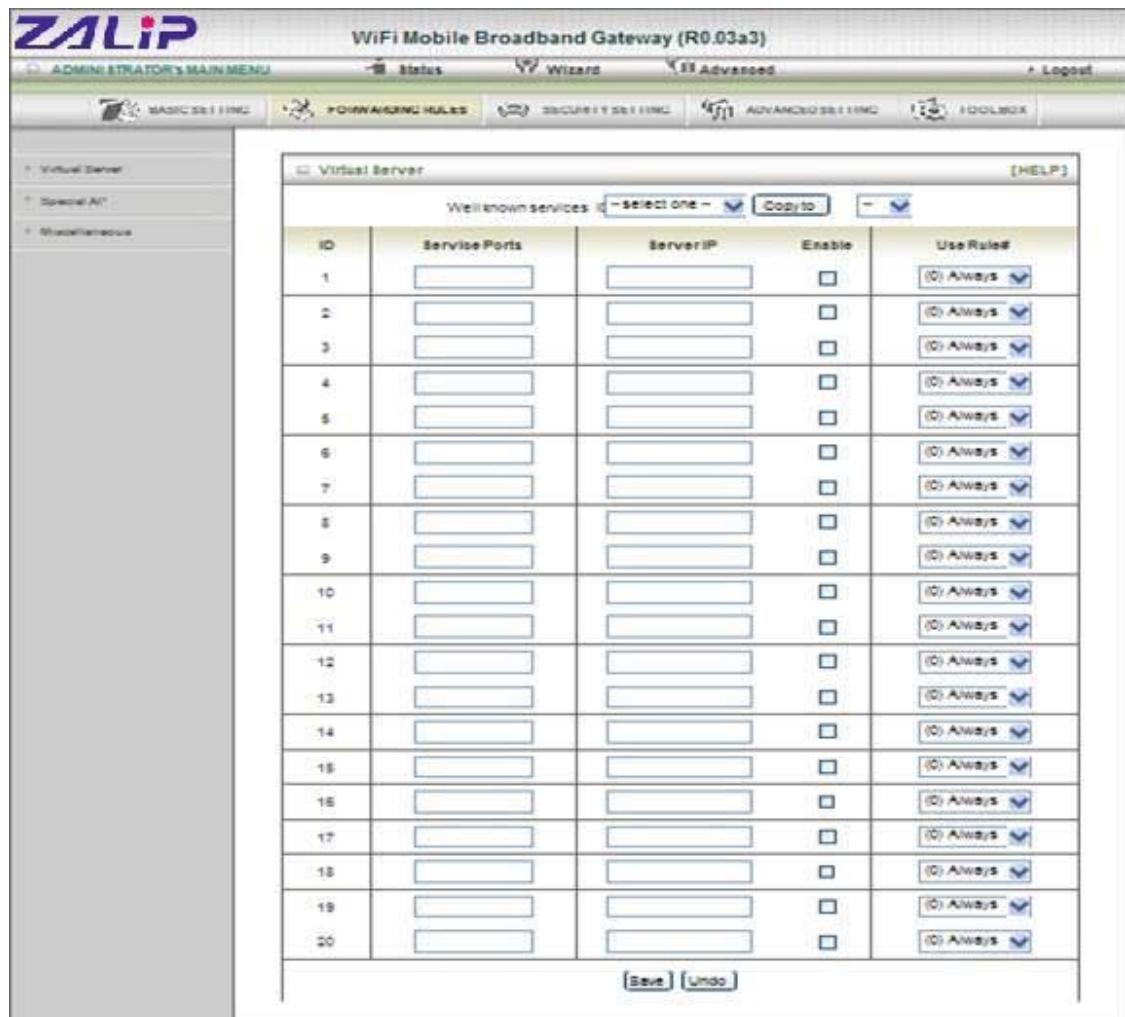 ZALiP
WiFi Mobile Broadband Gateway (R0.03a3)
ADMINISTRATOR's MAIN MENU Status Wizard Advanced Logout
BASIC SETTING FORWARDING RULES SECURITY SETTING ADVANCED SETTING TOOLBOX
Virtual Server
Special AP
Miscellaneous
Virtual Server [HELP]
Well known services -- select one -- Copy to --
ID Service Ports Server IP Enable Use Rule#
1 (0) Always
2 (0) Always
3 (0) Always
4 (0) Always
5 (0) Always
6 (0) Always
7 (0) Always
8 (0) Always
9 (0) Always
10 (0) Always
11 (0) Always
12 (0) Always
13 (0) Always
14 (0) Always
15 (0) Always
16 (0) Always
17 (0) Always
18 (0) Always
19 (0) Always
20 (0) Always
Save Undo